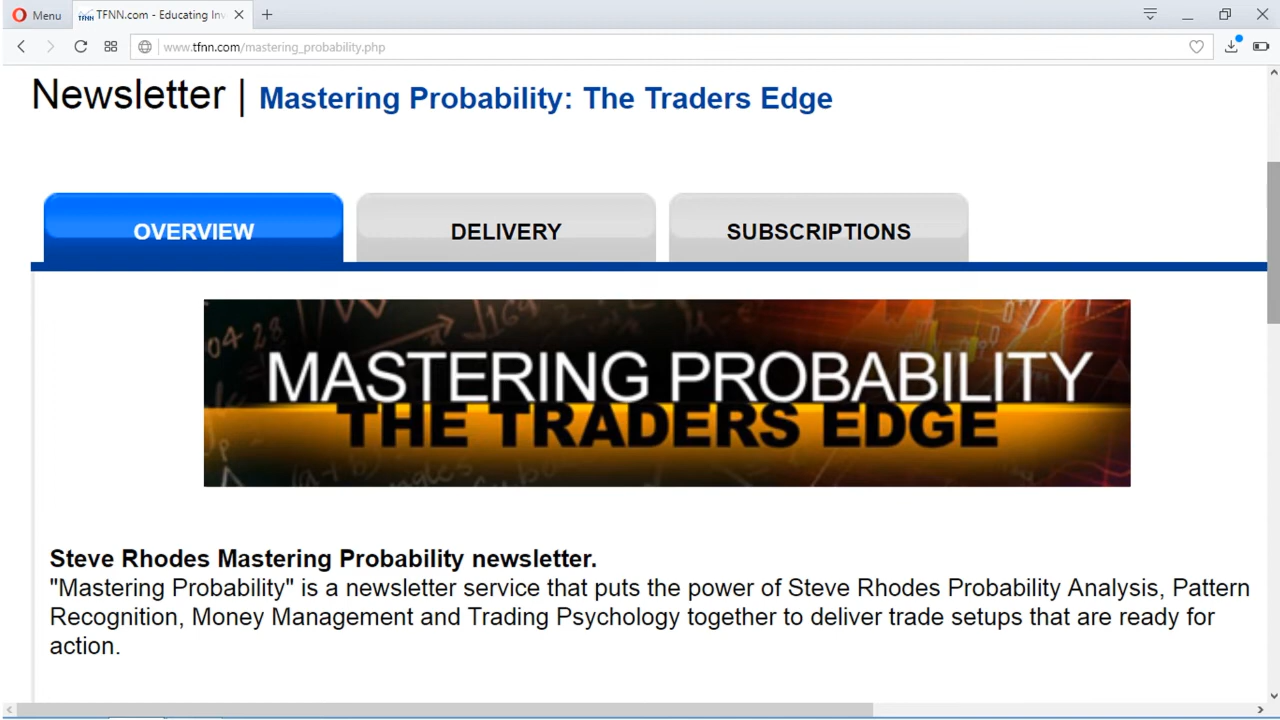 Menu
TFNN.com - Educating Inv
www.tfnn.com/mastering_probability.php
Newsletter | Mastering Probability: The Traders Edge
OVERVIEW
DELIVERY
SUBSCRIPTIONS
MASTERING PROBABILITY
THE TRADERS EDGE
Steve Rhodes Mastering Probability newsletter.
"Mastering Probability" is a newsletter service that puts the power of Steve Rhodes Probability Analysis, Pattern
Recognition, Money Management and Trading Psychology together to deliver trade setups that are ready for
action.